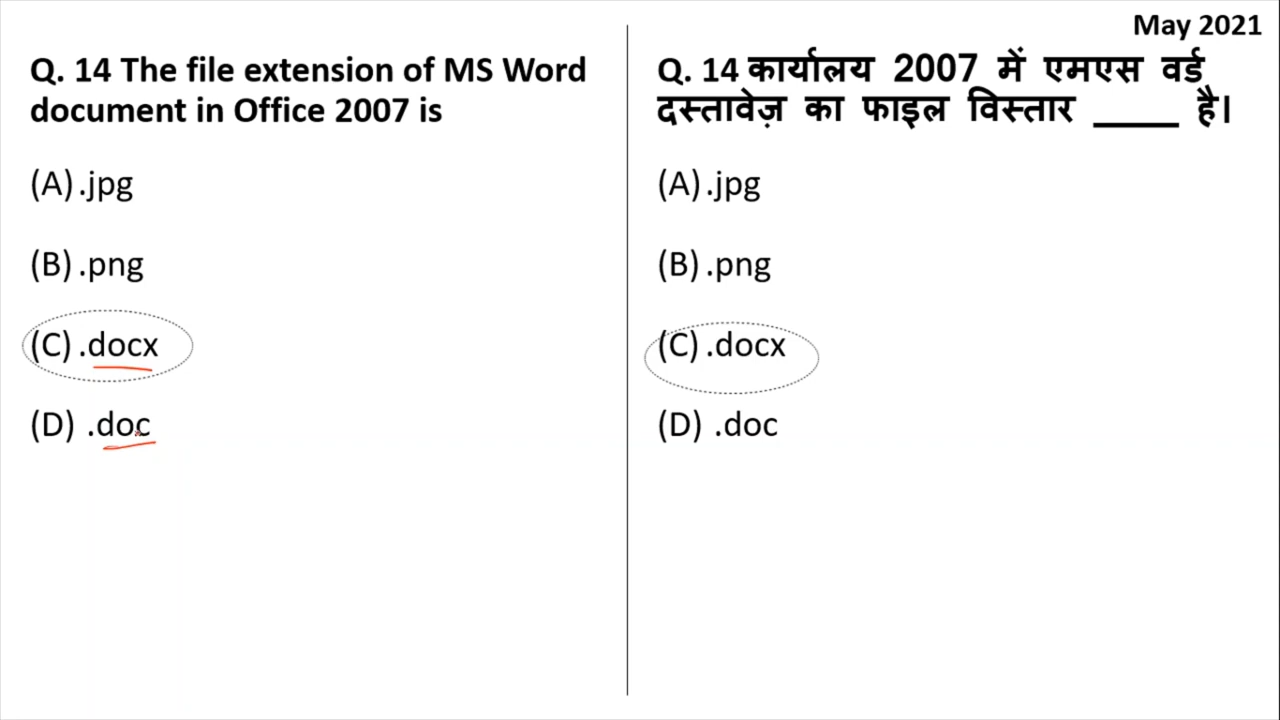 May 2021
Q. 14 The file extension of MS Word
document in Office 2007 is
(A) .jpg
(B) .png
(C) .docx
(D) .doc
Q. 14 कार्यालय 2007 में एमएस वर्ड
दस्तावेज़ का फाइल विस्तार _____ है।
(A) .jpg
(B) .png
(C) .docx
(D) .doc